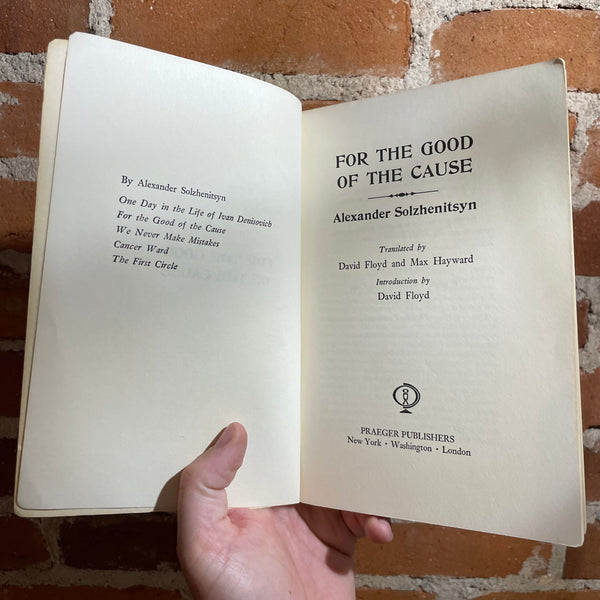 By Alexander Solzhenitsyn
One Day in the Life of Ivan Denisovich
For the Good of the Cause
We Never Make Mistakes
Cancer Ward
The First Circle
FOR THE GOOD
OF THE CAUSE
Alexander Solzhenitsyn
Translated by
David Floyd and Max Hayward
Introduction by
David Floyd
PRAEGER PUBLISHERS
New York • Washington • London